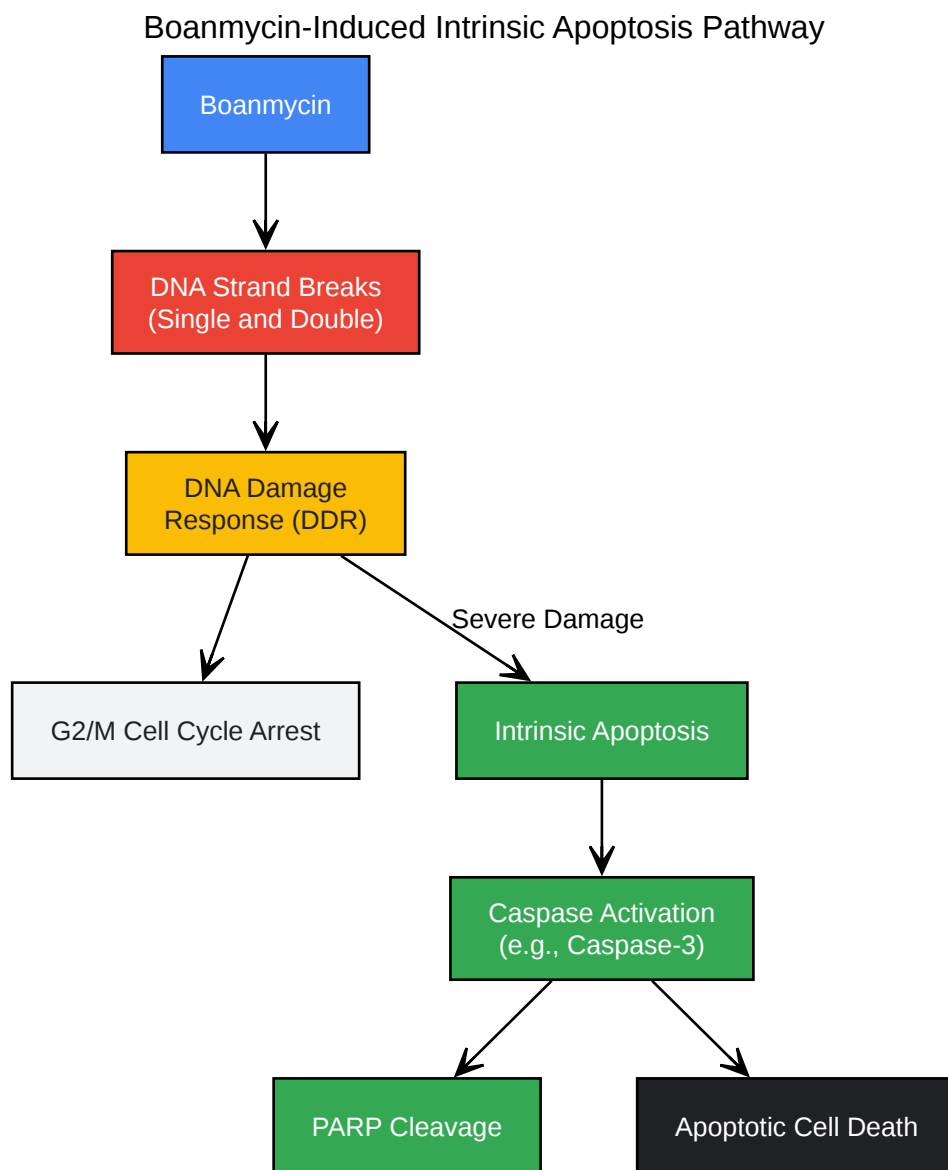 Boanmycin-Induced Intrinsic Apoptosis Pathway
Boanmycin
DNA Strand Breaks
(Single and Double)
DNA Damage
Response (DDR)
Severe Damage
G2/M Cell Cycle Arrest
Intrinsic Apoptosis
Caspase Activation
(e.g., Caspase-3)
PARP Cleavage
Apoptotic Cell Death